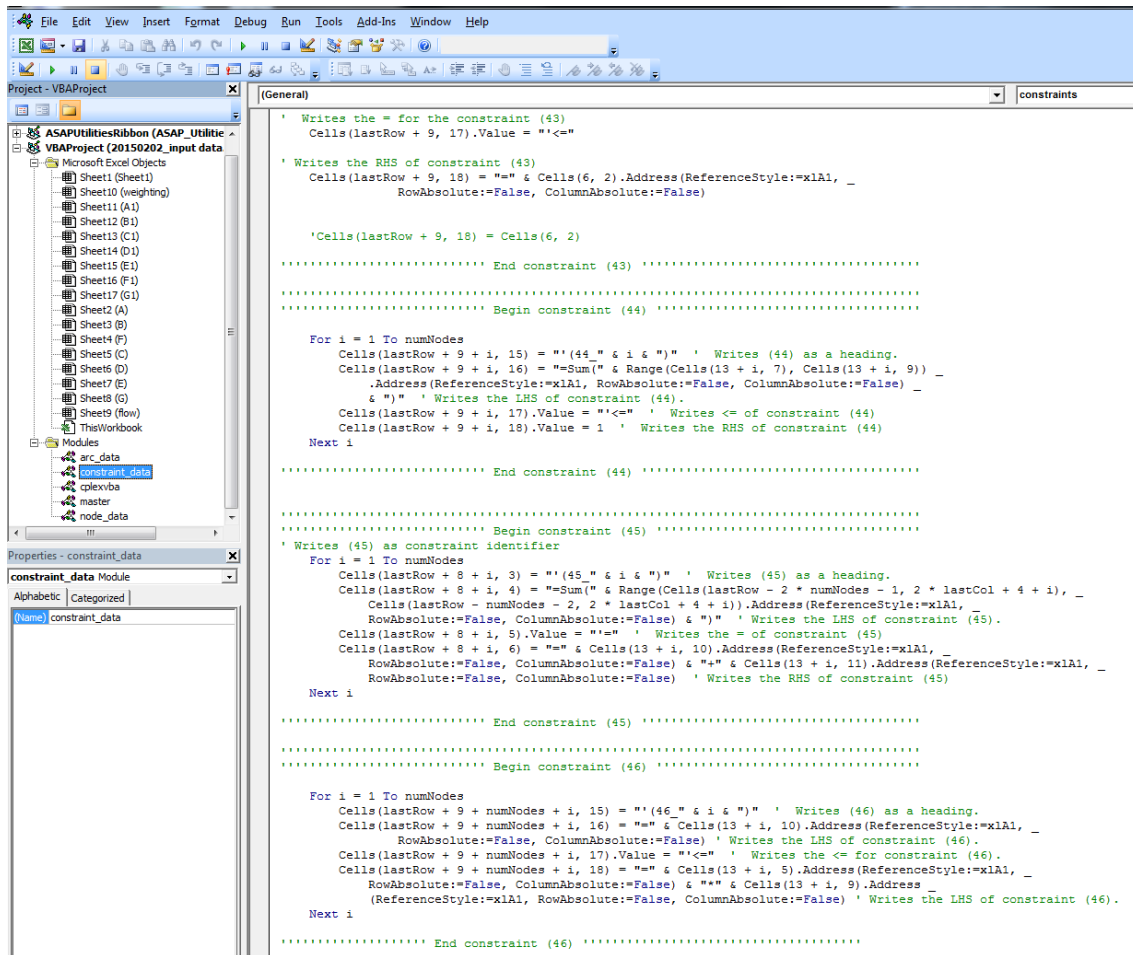 File Edit View Insert Format Debug Run Tools Add-Ins Window Help
Project - VBAProject
ASAPUtilitiesRibbon (ASAP_Utilitie
VBAProject (20150202_input data.
Microsoft Excel Objects
Sheet1 (Sheet1)
Sheet10 (weighting)
Sheet11 (A1)
Sheet12 (B1)
Sheet13 (C1)
Sheet14 (D1)
Sheet15 (E1)
Sheet16 (F1)
Sheet17 (G1)
Sheet2 (A)
Sheet3 (B)
Sheet4 (F)
Sheet5 (C)
Sheet6 (D)
Sheet7 (E)
Sheet8 (G)
Sheet9 (flow)
ThisWorkbook
Modules
arc_data
constraint_data
cplexvba
master
node_data
Properties - constraint_data
constraint_data Module
Alphabetic Categorized
(Name) constraint_data
(General) constraints
' Writes the = for the constraint (43)
Cells(lastRow + 9, 17).Value = "'<="
' Writes the RHS of constraint (43)
Cells(lastRow + 9, 18) = "=" & Cells(6, 2).Address(ReferenceStyle:=xlA1, _
RowAbsolute:=False, ColumnAbsolute:=False)
'Cells(lastRow + 9, 18) = Cells(6, 2)
'''''''''''''''''''''''''''' End constraint (43) ''''''''''''''''''''''''''''''''''''''
''''''''''''''''''''''''''''''''''''''''''''''''''''''''''''''''''''''''''''''''''''''''
'''''''''''''''''''''''''''' Begin constraint (44) ''''''''''''''''''''''''''''''''''''
For i = 1 To numNodes
Cells(lastRow + 9 + i, 15) = "'(44_" & i & ")" ' Writes (44) as a heading.
Cells(lastRow + 9 + i, 16) = "=Sum(" & Range(Cells(13 + i, 7), Cells(13 + i, 9)) _
.Address(ReferenceStyle:=xlA1, RowAbsolute:=False, ColumnAbsolute:=False) _
& ")" ' Writes the LHS of constraint (44).
Cells(lastRow + 9 + i, 17).Value = "'<=" ' Writes <= of constraint (44)
Cells(lastRow + 9 + i, 18).Value = 1 ' Writes the RHS of constraint (44)
Next i
'''''''''''''''''''''''''''' End constraint (44) ''''''''''''''''''''''''''''''''''''''
''''''''''''''''''''''''''''''''''''''''''''''''''''''''''''''''''''''''''''''''''''''''
'''''''''''''''''''''''''''' Begin constraint (45) ''''''''''''''''''''''''''''''''''''
' Writes (45) as constraint identifier
For i = 1 To numNodes
Cells(lastRow + 8 + i, 3) = "'(45_" & i & ")" ' Writes (45) as a heading.
Cells(lastRow + 8 + i, 4) = "=Sum(" & Range(Cells(lastRow - 2 * numNodes - 1, 2 * lastCol + 4 + i), _
Cells(lastRow - numNodes - 2, 2 * lastCol + 4 + i)).Address(ReferenceStyle:=xlA1, _
RowAbsolute:=False, ColumnAbsolute:=False) & ")" ' Writes the LHS of constraint (45).
Cells(lastRow + 8 + i, 5).Value = "'=" ' Writes the = of constraint (45)
Cells(lastRow + 8 + i, 6) = "=" & Cells(13 + i, 10).Address(ReferenceStyle:=xlA1, _
RowAbsolute:=False, ColumnAbsolute:=False) & "+" & Cells(13 + i, 11).Address(ReferenceStyle:=xlA1, _
RowAbsolute:=False, ColumnAbsolute:=False) ' Writes the RHS of constraint (45)
Next i
'''''''''''''''''''''''''''' End constraint (45) ''''''''''''''''''''''''''''''''''''''
''''''''''''''''''''''''''''''''''''''''''''''''''''''''''''''''''''''''''''''''''''''''
'''''''''''''''''''''''''''' Begin constraint (46) ''''''''''''''''''''''''''''''''''''
For i = 1 To numNodes
Cells(lastRow + 9 + numNodes + i, 15) = "'(46_" & i & ")" ' Writes (46) as a heading.
Cells(lastRow + 9 + numNodes + i, 16) = "=" & Cells(13 + i, 10).Address(ReferenceStyle:=xlA1, _
RowAbsolute:=False, ColumnAbsolute:=False) ' Writes the LHS of constraint (46).
Cells(lastRow + 9 + numNodes + i, 17).Value = "'<=" ' Writes the <= for constraint (46).
Cells(lastRow + 9 + numNodes + i, 18) = "=" & Cells(13 + i, 5).Address(ReferenceStyle:=xlA1, _
RowAbsolute:=False, ColumnAbsolute:=False) & "*" & Cells(13 + i, 9).Address _
(ReferenceStyle:=xlA1, RowAbsolute:=False, ColumnAbsolute:=False) ' Writes the LHS of constraint (46).
Next i
'''''''''''''''''''' End constraint (46) ''''''''''''''''''''''''''''''''''''''